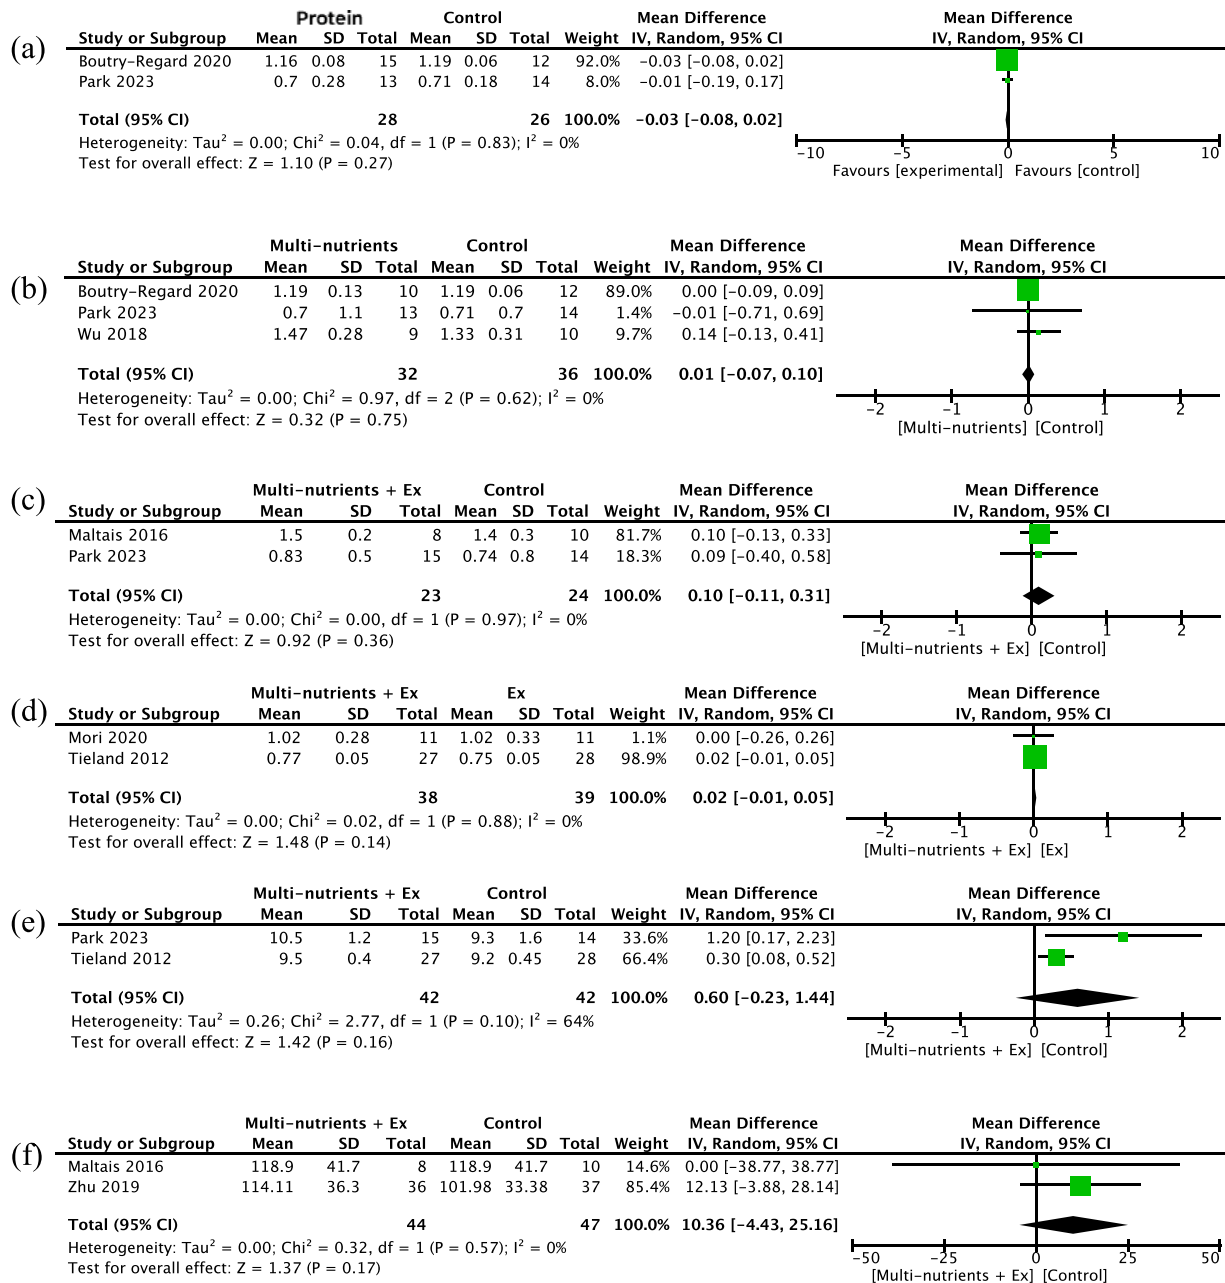 (a)
Protein Control Mean Difference Mean Difference
Study or Subgroup Mean SD Total Mean SD Total Weight IV, Random, 95% CI IV, Random, 95% CI
Boutry-Regard 2020 1.16 0.08 15 1.19 0.06 12 92.0% −0.03 [−0.08, 0.02]
Park 2023 0.7 0.28 13 0.71 0.18 14 8.0% −0.01 [−0.19, 0.17]
Total (95% CI) 28 26 100.0% −0.03 [−0.08, 0.02]
Heterogeneity: Tau² = 0.00; Chi² = 0.04, df = 1 (P = 0.83); I² = 0%
Test for overall effect: Z = 1.10 (P = 0.27)
−10 −5 0 5 10
Favours [experimental] Favours [control]
(b)
Multi-nutrients Control Mean Difference Mean Difference
Study or Subgroup Mean SD Total Mean SD Total Weight IV, Random, 95% CI IV, Random, 95% CI
Boutry-Regard 2020 1.19 0.13 10 1.19 0.06 12 89.0% 0.00 [−0.09, 0.09]
Park 2023 0.7 1.1 13 0.71 0.7 14 1.4% −0.01 [−0.71, 0.69]
Wu 2018 1.47 0.28 9 1.33 0.31 10 9.7% 0.14 [−0.13, 0.41]
Total (95% CI) 32 36 100.0% 0.01 [−0.07, 0.10]
Heterogeneity: Tau² = 0.00; Chi² = 0.97, df = 2 (P = 0.62); I² = 0%
Test for overall effect: Z = 0.32 (P = 0.75)
−2 −1 0 1 2
[Multi-nutrients] [Control]
(c)
Multi-nutrients + Ex Control Mean Difference Mean Difference
Study or Subgroup Mean SD Total Mean SD Total Weight IV, Random, 95% CI IV, Random, 95% CI
Maltais 2016 1.5 0.2 8 1.4 0.3 10 81.7% 0.10 [−0.13, 0.33]
Park 2023 0.83 0.5 15 0.74 0.8 14 18.3% 0.09 [−0.40, 0.58]
Total (95% CI) 23 24 100.0% 0.10 [−0.11, 0.31]
Heterogeneity: Tau² = 0.00; Chi² = 0.00, df = 1 (P = 0.97); I² = 0%
Test for overall effect: Z = 0.92 (P = 0.36)
−2 −1 0 1 2
[Multi-nutrients + Ex] [Control]
(d)
Multi-nutrients + Ex Ex Mean Difference Mean Difference
Study or Subgroup Mean SD Total Mean SD Total Weight IV, Random, 95% CI IV, Random, 95% CI
Mori 2020 1.02 0.28 11 1.02 0.33 11 1.1% 0.00 [−0.26, 0.26]
Tieland 2012 0.77 0.05 27 0.75 0.05 28 98.9% 0.02 [−0.01, 0.05]
Total (95% CI) 38 39 100.0% 0.02 [−0.01, 0.05]
Heterogeneity: Tau² = 0.00; Chi² = 0.02, df = 1 (P = 0.88); I² = 0%
Test for overall effect: Z = 1.48 (P = 0.14)
−2 −1 0 1 2
[Multi-nutrients + Ex] [Ex]
(e)
Multi-nutrients + Ex Control Mean Difference Mean Difference
Study or Subgroup Mean SD Total Mean SD Total Weight IV, Random, 95% CI IV, Random, 95% CI
Park 2023 10.5 1.2 15 9.3 1.6 14 33.6% 1.20 [0.17, 2.23]
Tieland 2012 9.5 0.4 27 9.2 0.45 28 66.4% 0.30 [0.08, 0.52]
Total (95% CI) 42 42 100.0% 0.60 [−0.23, 1.44]
Heterogeneity: Tau² = 0.26; Chi² = 2.77, df = 1 (P = 0.10); I² = 64%
Test for overall effect: Z = 1.42 (P = 0.16)
−2 −1 0 1 2
[Multi-nutrients + Ex] [Control]
(f)
Multi-nutrients + Ex Control Mean Difference Mean Difference
Study or Subgroup Mean SD Total Mean SD Total Weight IV, Random, 95% CI IV, Random, 95% CI
Maltais 2016 118.9 41.7 8 118.9 41.7 10 14.6% 0.00 [−38.77, 38.77]
Zhu 2019 114.11 36.3 36 101.98 33.38 37 85.4% 12.13 [−3.88, 28.14]
Total (95% CI) 44 47 100.0% 10.36 [−4.43, 25.16]
Heterogeneity: Tau² = 0.00; Chi² = 0.32, df = 1 (P = 0.57); I² = 0%
Test for overall effect: Z = 1.37 (P = 0.17)
−50 −25 0 25 50
[Multi-nutrients + Ex] [Control]